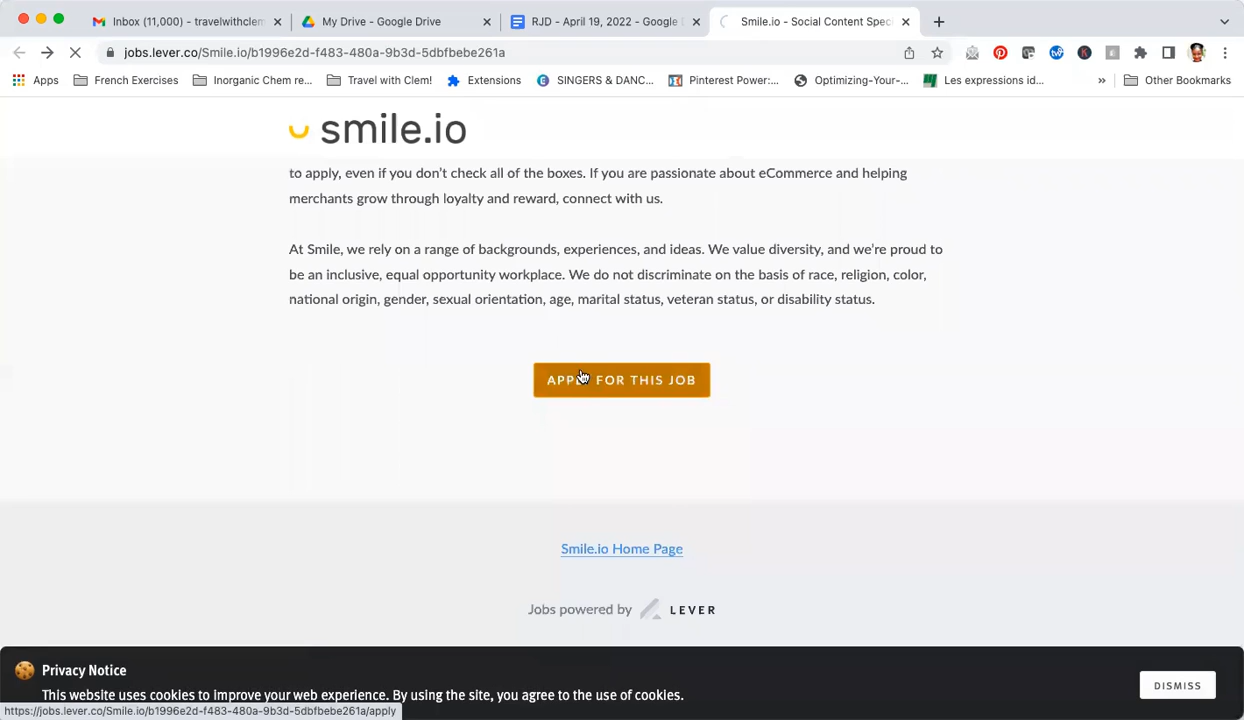 Inbox (11,000) - travelwithclem
My Drive - Google Drive
RJD - April 19, 2022 - Google
Smile.io - Social Content Spec
jobs.lever.co/Smile.io/b1996e2d-f483-480a-9b3d-5dbfbebe261a
Apps
French Exercises
Inorganic Chem re...
Travel with Clem!
Extensions
SINGERS & DANC...
Pinterest Power:...
Optimizing-Your-...
Les expressions id...
»
Other Bookmarks
smile.io
to apply, even if you don't check all of the boxes. If you are passionate about eCommerce and helping
merchants grow through loyalty and reward, connect with us.
At Smile, we rely on a range of backgrounds, experiences, and ideas. We value diversity, and we're proud to
be an inclusive, equal opportunity workplace. We do not discriminate on the basis of race, religion, color,
national origin, gender, sexual orientation, age, marital status, veteran status, or disability status.
APPLY FOR THIS JOB
Smile.io Home Page
Jobs powered by LEVER
Privacy Notice
This website uses cookies to improve your web experience. By using the site, you agree to the use of cookies.
DISMISS
https://jobs.lever.co/Smile.io/b1996e2d-f483-480a-9b3d-5dbfbebe261a/apply